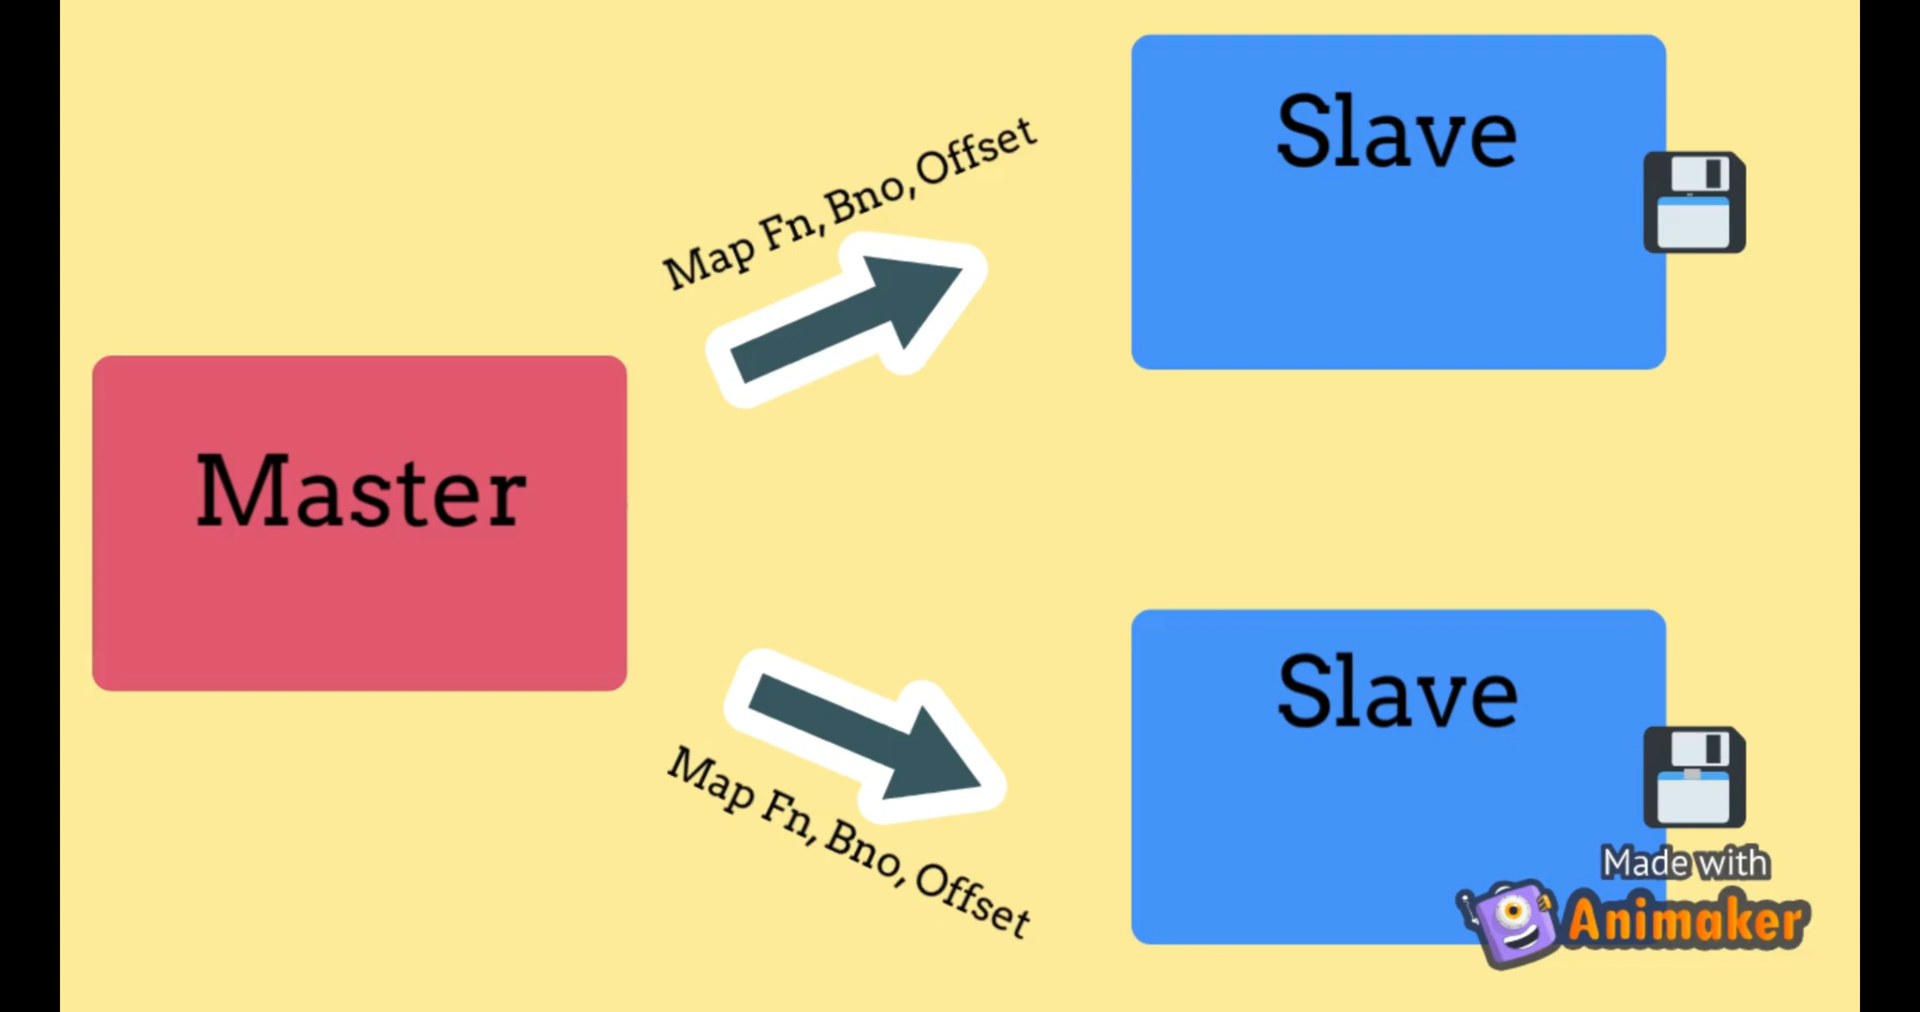 Slave
Map Fn, Bno, Offset
Master
Slave
Map Fn, Bno, Offset
Made with
Animaker